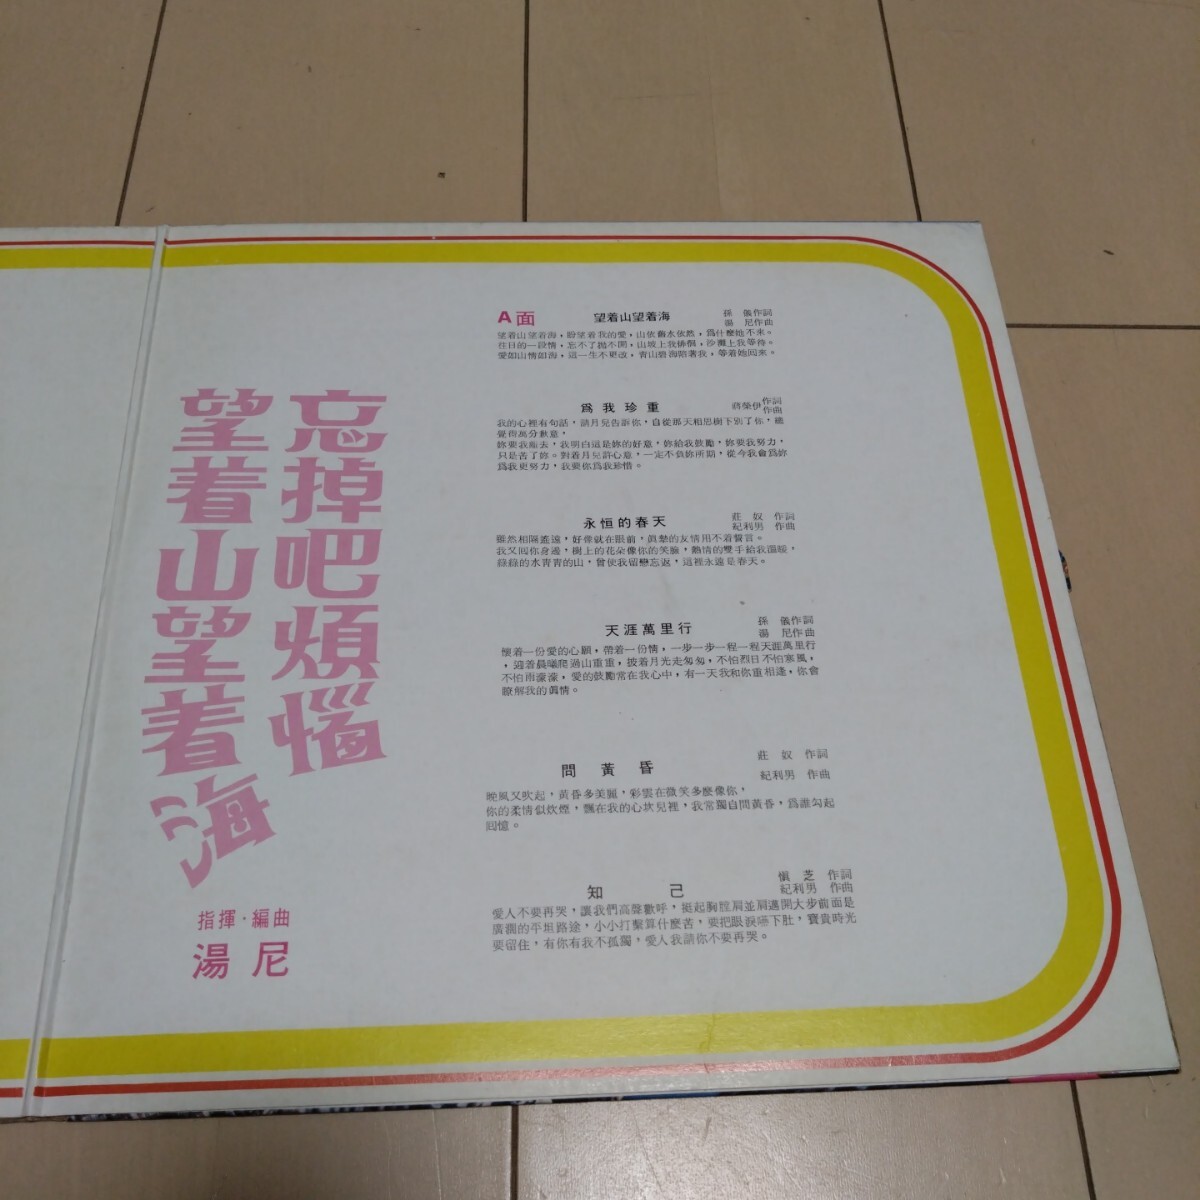 忘掉吧煩惱
望着山望着海
指揮·編曲
湯尼
A面
望着山望着海
孫儀作詞
湯尼作曲
望着山望着海，盼望着我的愛，山依舊水依然，爲什麼她不來。
往日的一段情，忘不了拋不開，山坡上我徘徊，沙灘上我等待。
愛如山情如海，這一生不更改，青山碧海陪著我，等着她回來。
爲我珍重
蔣榮伊作詞
作曲
我的心裡有句話，請月兒告訴你，自從那天相思樹下別了你，總
覺得萬分歉意，
妳要我離去，我明白這是妳的好意，妳給我鼓勵，妳要我努力，
只是苦了妳。對着月兒許心意，一定不負妳所期，從今我會爲妳
爲我更努力，我要你爲我珍惜。
永恒的春天
莊奴 作詞
紀利男 作曲
雖然相隔遙遠，好像就在眼前，眞摯的友情用不着誓言。
我又回你身邊，樹上的花朵像你的笑臉，熱情的雙手給我溫暖，
綠綠的水青青的山，曾使我留戀忘返，這裡永遠是春天。
天涯萬里行
孫儀作詞
湯尼作曲
懷着一份愛的心願，帶着一份情，一步一步一程一程天涯萬里行
，迎着晨曦爬過山重重，披着月光走匆匆，不怕烈日不怕寒風，
不怕雨濛濛，愛的鼓勵常在我心中，有一天我和你重相逢，你會
瞭解我的眞情。
問黃昏
莊奴 作詞
紀利男 作曲
晚風又吹起，黃昏多美麗，彩雲在微笑多麼像你，
你的柔情似炊煙，飄在我的心坎兒裡，我常獨自問黃昏，爲誰勾起
回憶。
知己
愼芝 作詞
紀利男 作曲
愛人不要再哭，讓我們高聲歡呼，挺起胸膛肩並肩邁開大步前面是
廣濶的平坦路途，小小打擊算什麼苦，要把眼淚嚥下肚，寶貴時光
要留住，有你有我不孤獨，愛人我請你不要再哭。